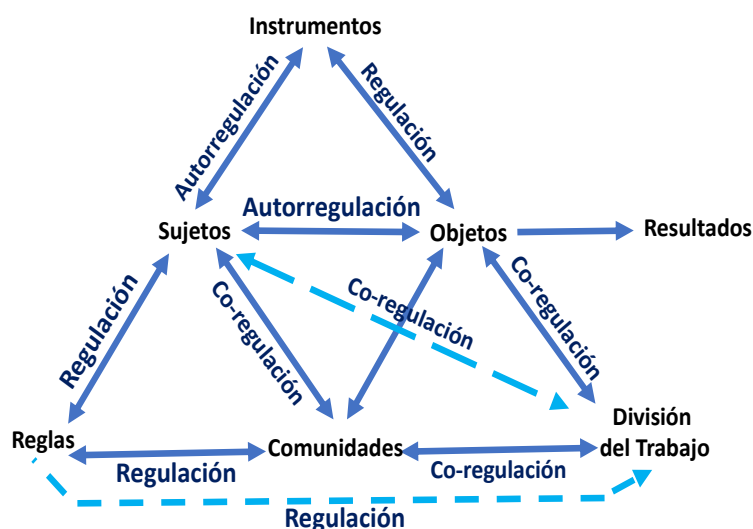 Instrumentos
Autorregulación
Regulación
Autorregulación
Sujetos
Objetos
Resultados
Regulación
Co-regulación
Co-regulación
Co-regulación
Reglas
Comunidades
División
del Trabajo
Regulación
Co-regulación
Regulación